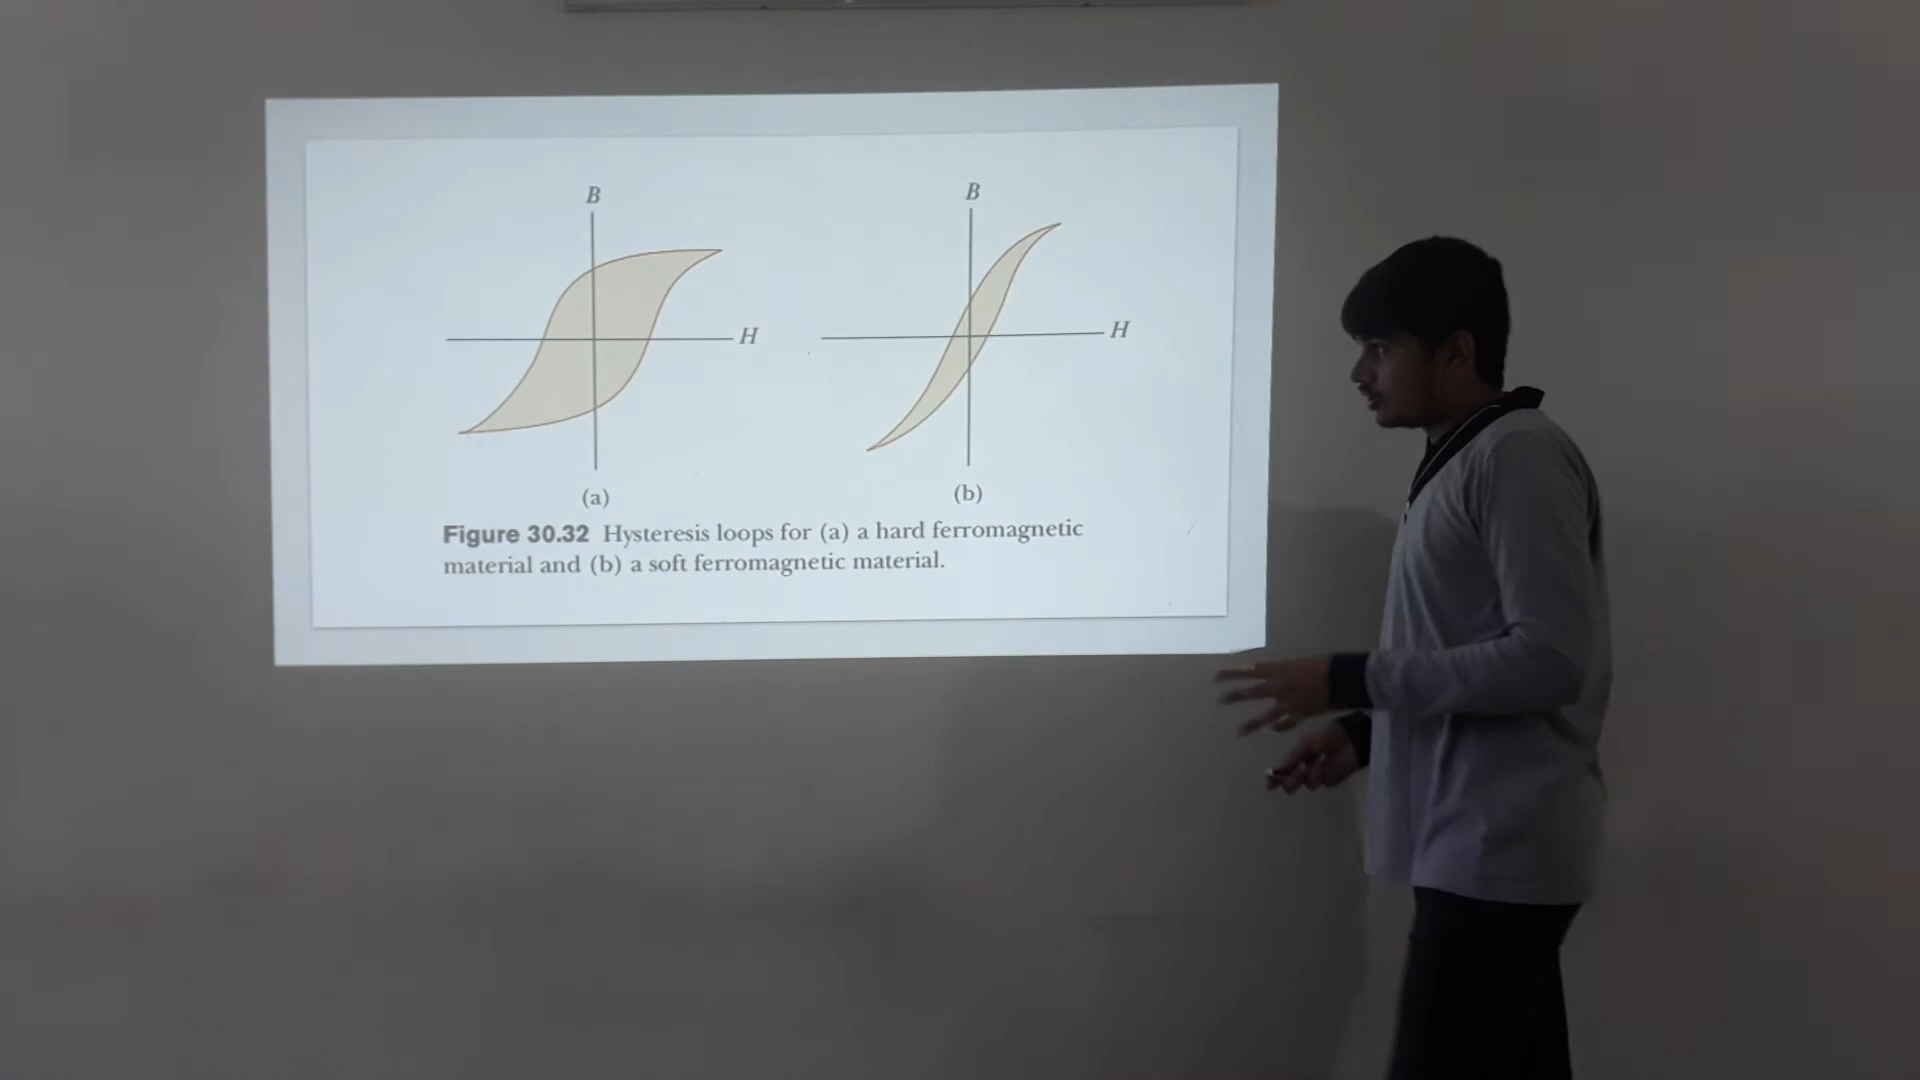 B
B
H
H
(a)
(b)
Figure 30.32 Hysteresis loops for (a) a hard ferromagnetic
material and (b) a soft ferromagnetic material.